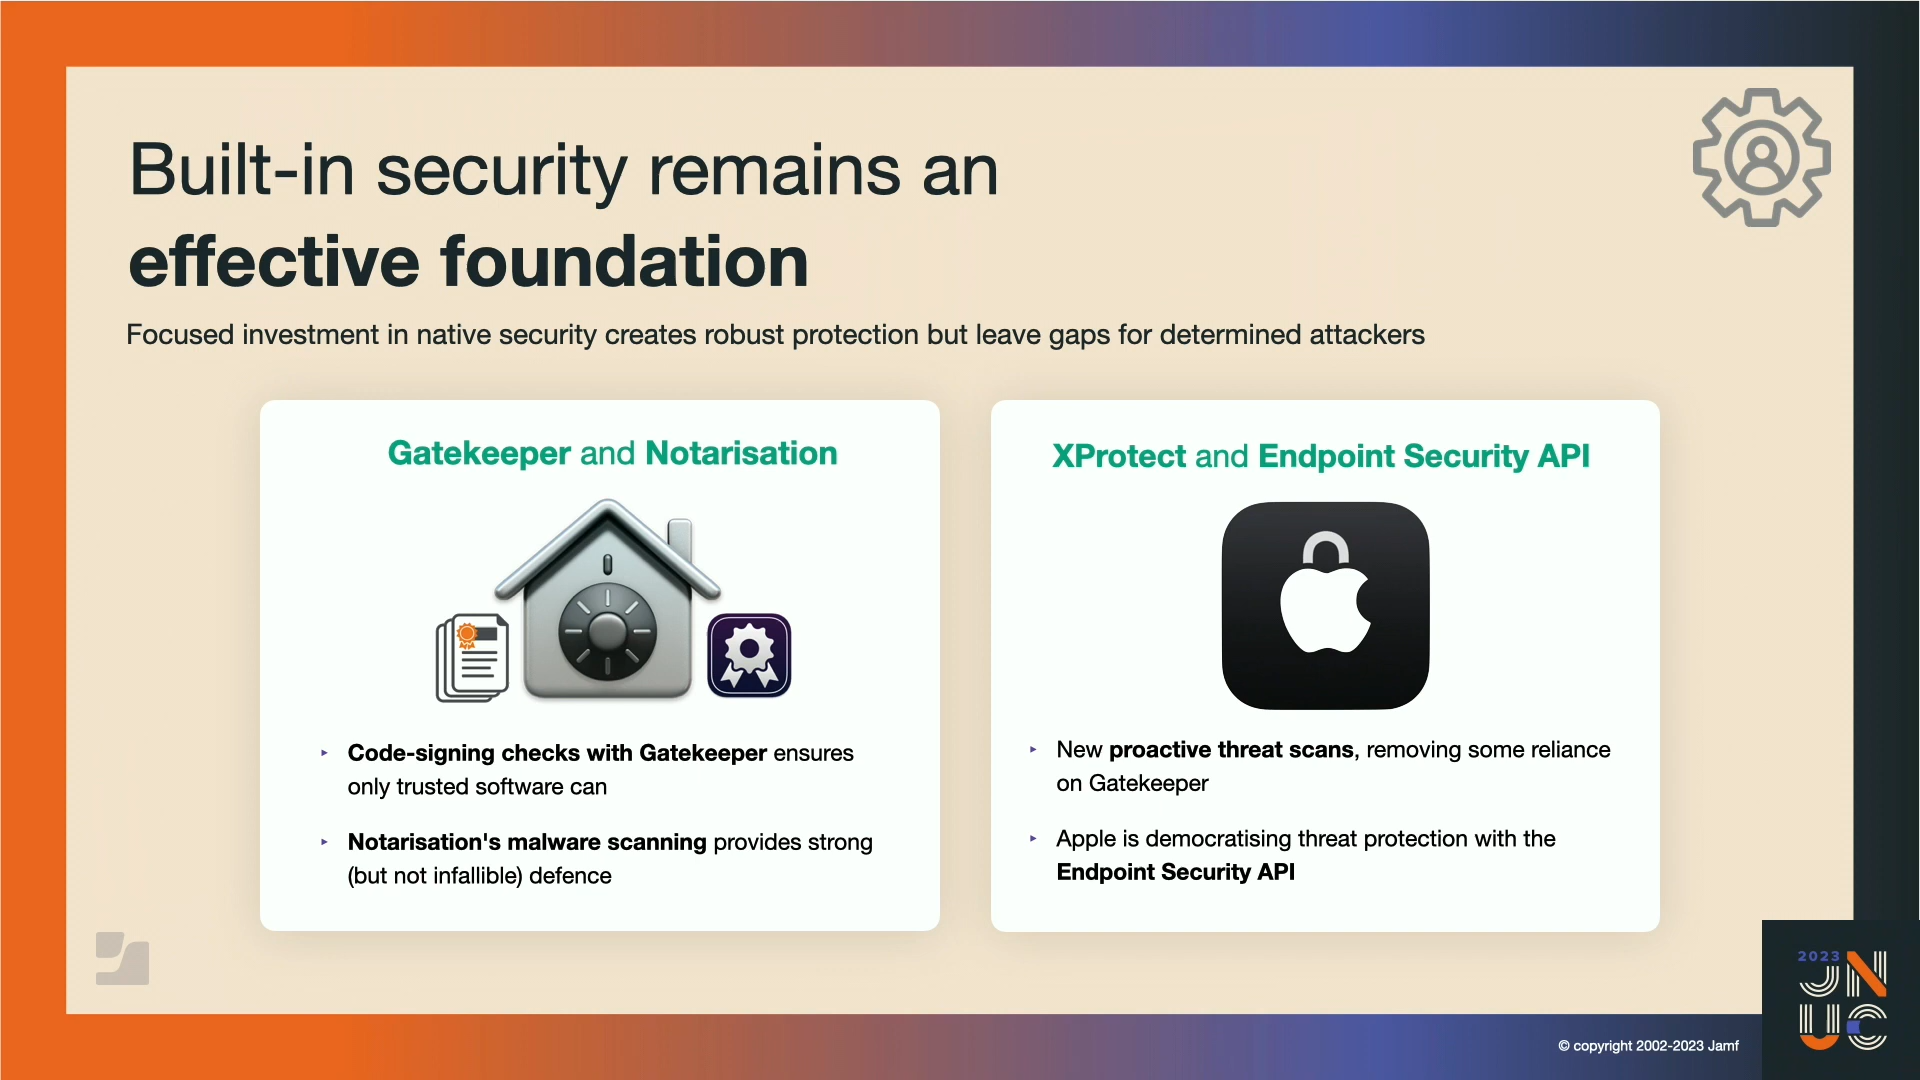 Built-in security remains an
effective foundation
Focused investment in native security creates robust protection but leave gaps for determined attackers
Gatekeeper and Notarisation
‣ Code-signing checks with Gatekeeper ensures
only trusted software can
‣ Notarisation's malware scanning provides strong
(but not infallible) defence
XProtect and Endpoint Security API
‣ New proactive threat scans, removing some reliance
on Gatekeeper
‣ Apple is democratising threat protection with the
Endpoint Security API
2023
JN
UC
© copyright 2002-2023 Jamf